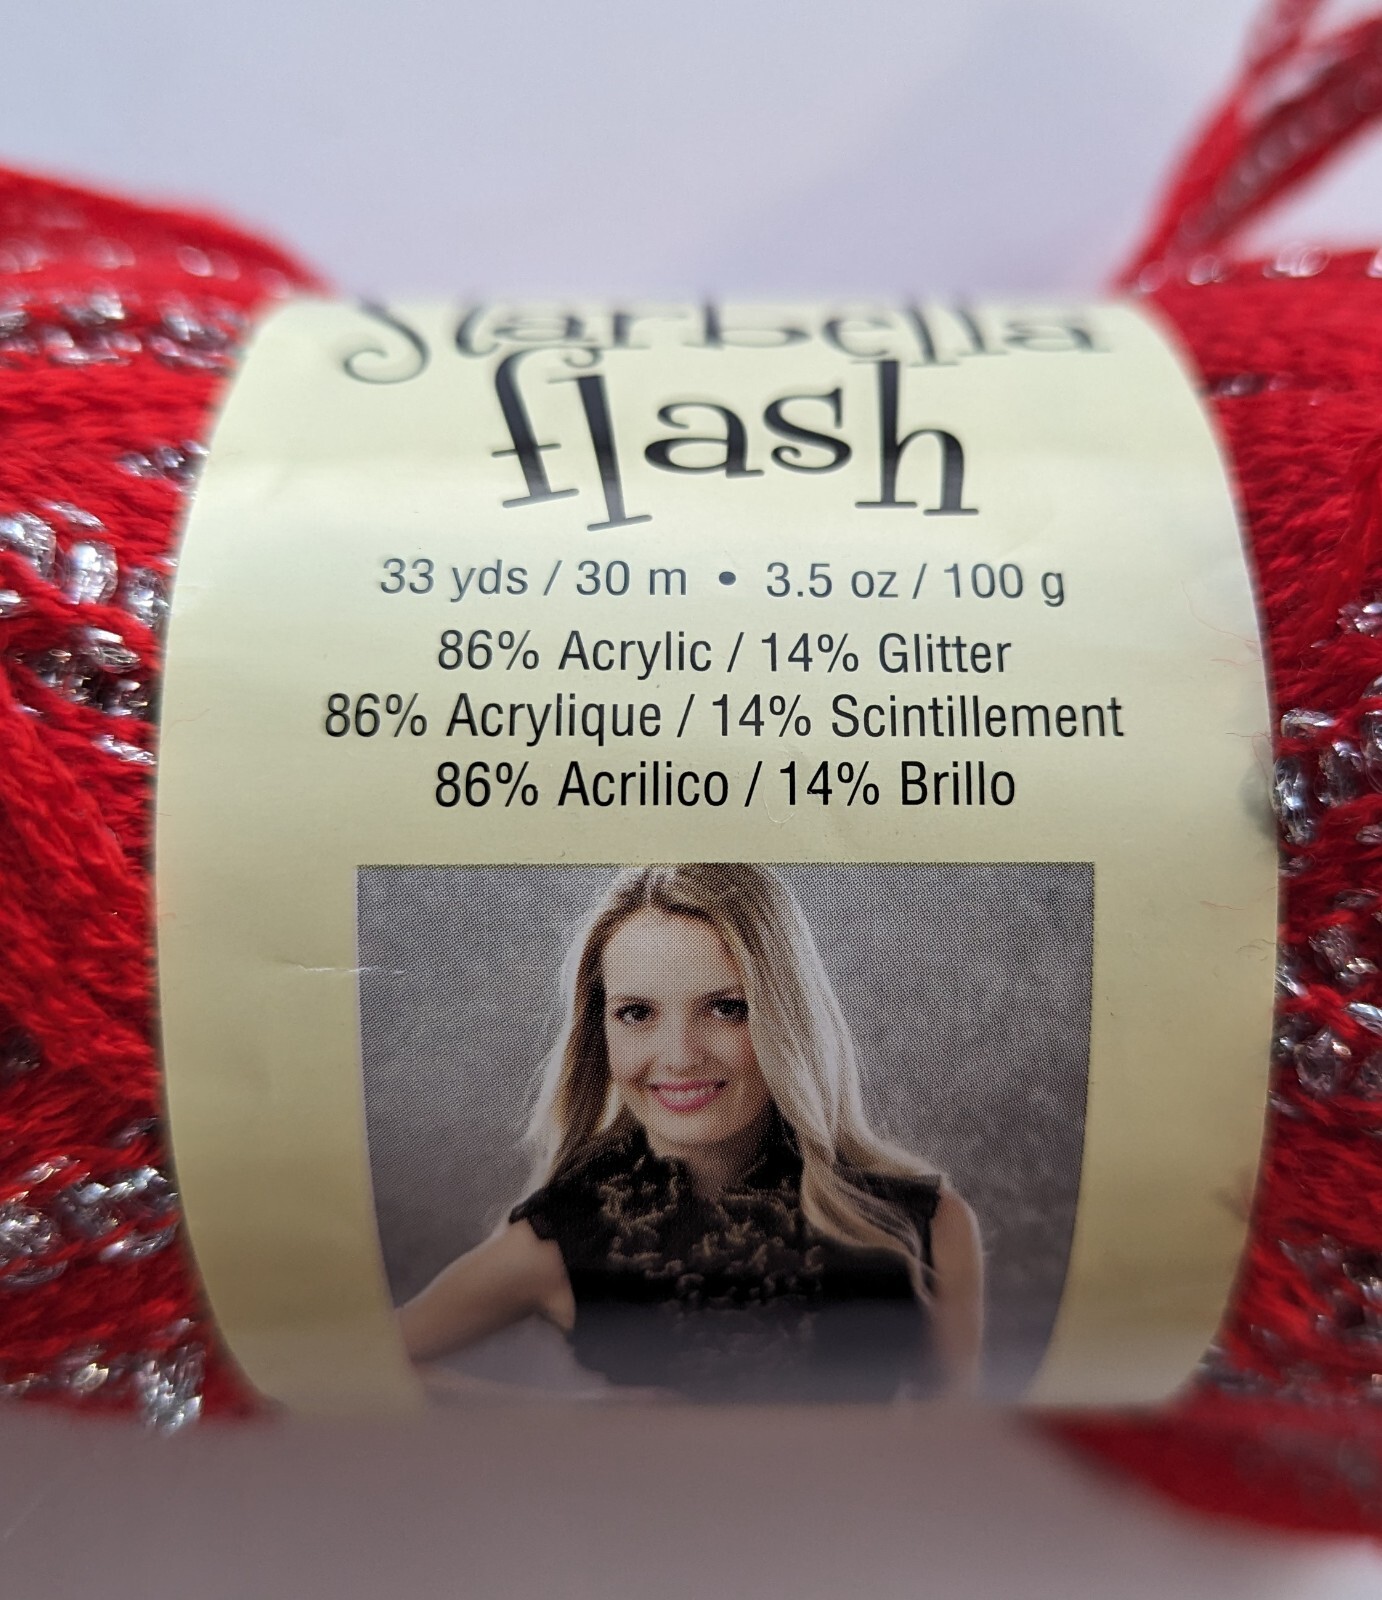 Starbella
flash
33 yds / 30 m • 3.5 oz / 100 g
86% Acrylic / 14% Glitter
86% Acrylique / 14% Scintillement
86% Acrilico / 14% Brillo